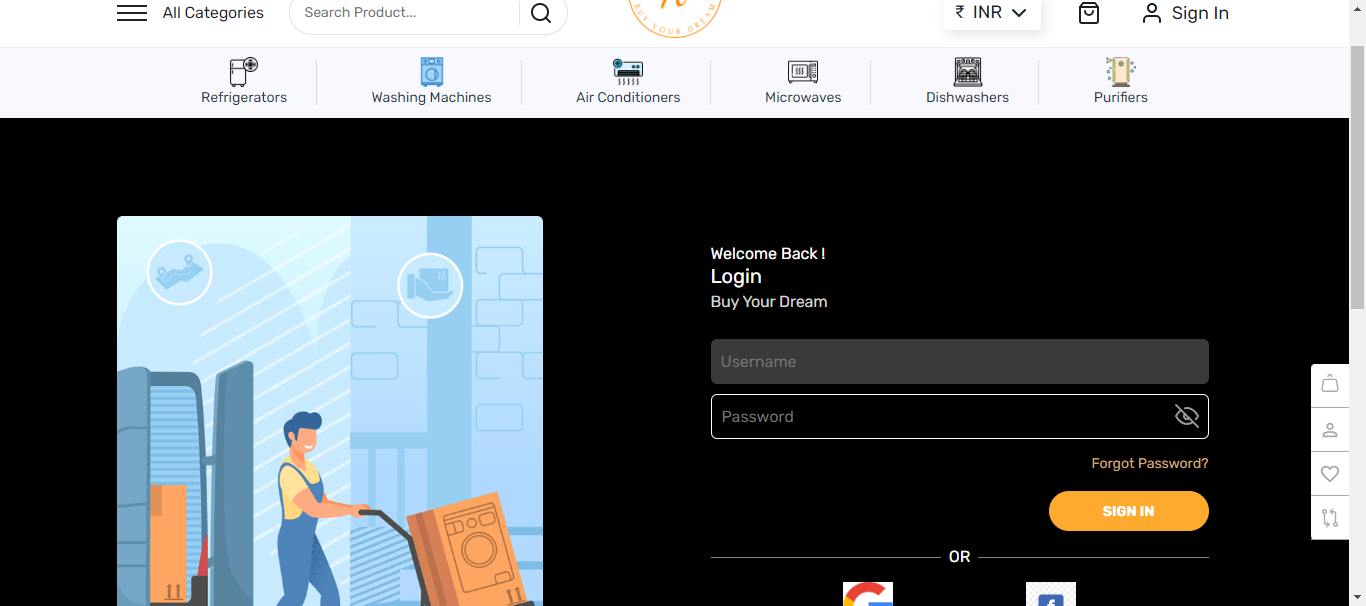 All Categories
Search Product...
BUY YOUR DREAM
₹ INR
Sign In
Refrigerators
Washing Machines
Air Conditioners
Microwaves
Dishwashers
Purifiers
Welcome Back !
Login
Buy Your Dream
Username
Password
Forgot Password?
SIGN IN
OR